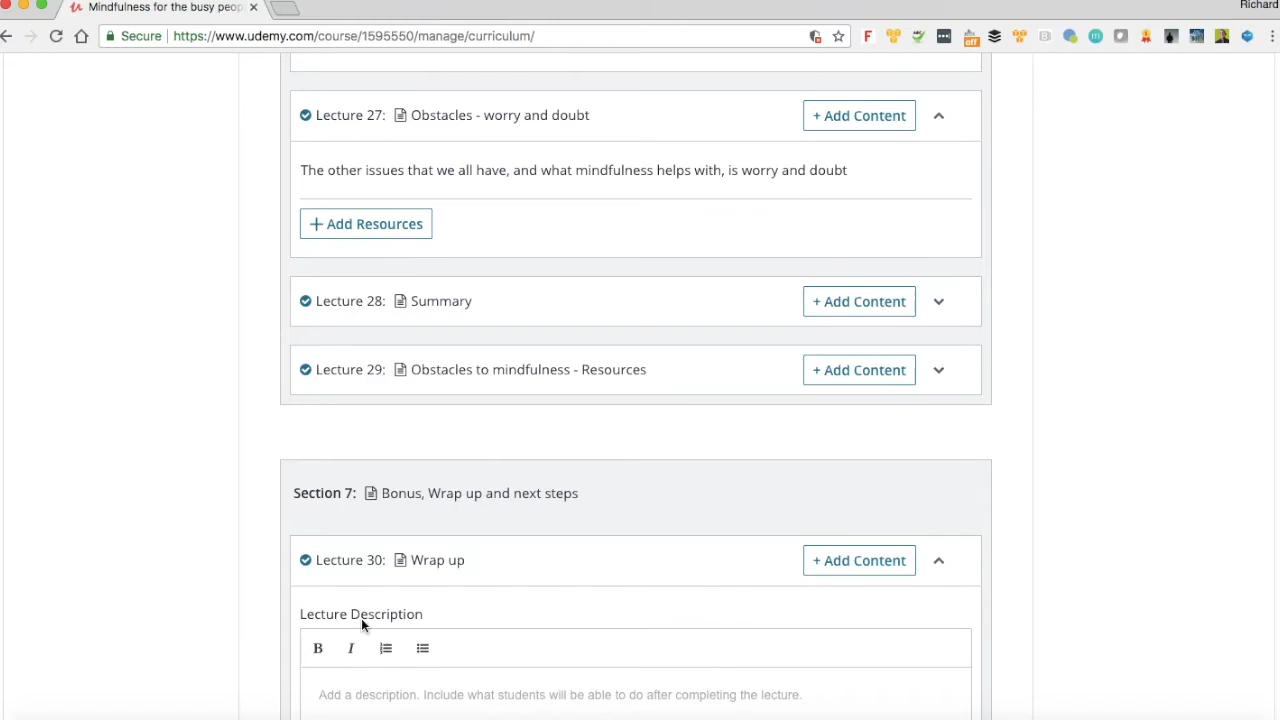 Mindfulness for the busy peop
Richard
Secure https://www.udemy.com/course/1595550/manage/curriculum/
off
Lecture 27: Obstacles - worry and doubt
+ Add Content
The other issues that we all have, and what mindfulness helps with, is worry and doubt
+ Add Resources
Lecture 28: Summary
+ Add Content
Lecture 29: Obstacles to mindfulness - Resources
+ Add Content
Section 7: Bonus, Wrap up and next steps
Lecture 30: Wrap up
+ Add Content
Lecture Description
B I
Add a description. Include what students will be able to do after completing the lecture.